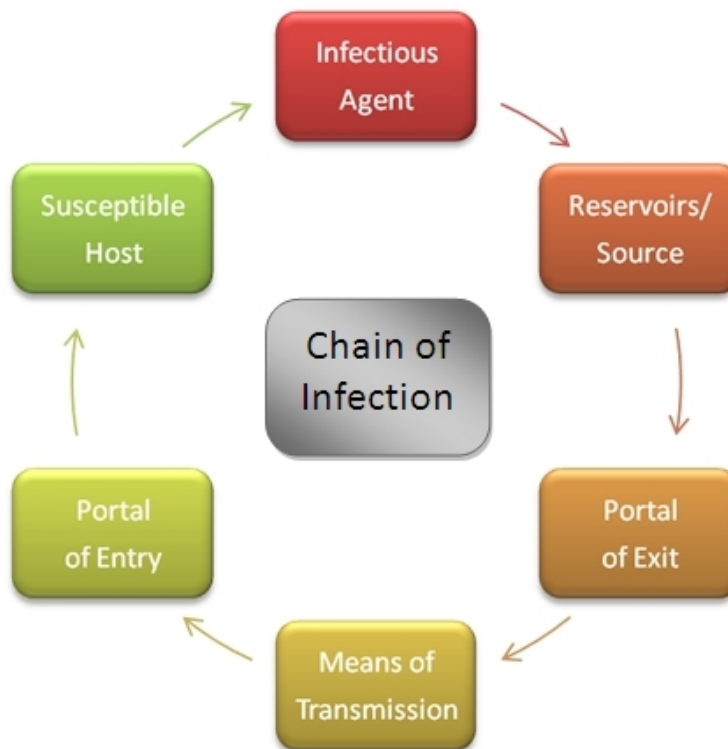 Infectious
Agent
Reservoirs/
Source
Portal
of Exit
Means of
Transmission
Portal
of Entry
Susceptible
Host
Chain of
Infection